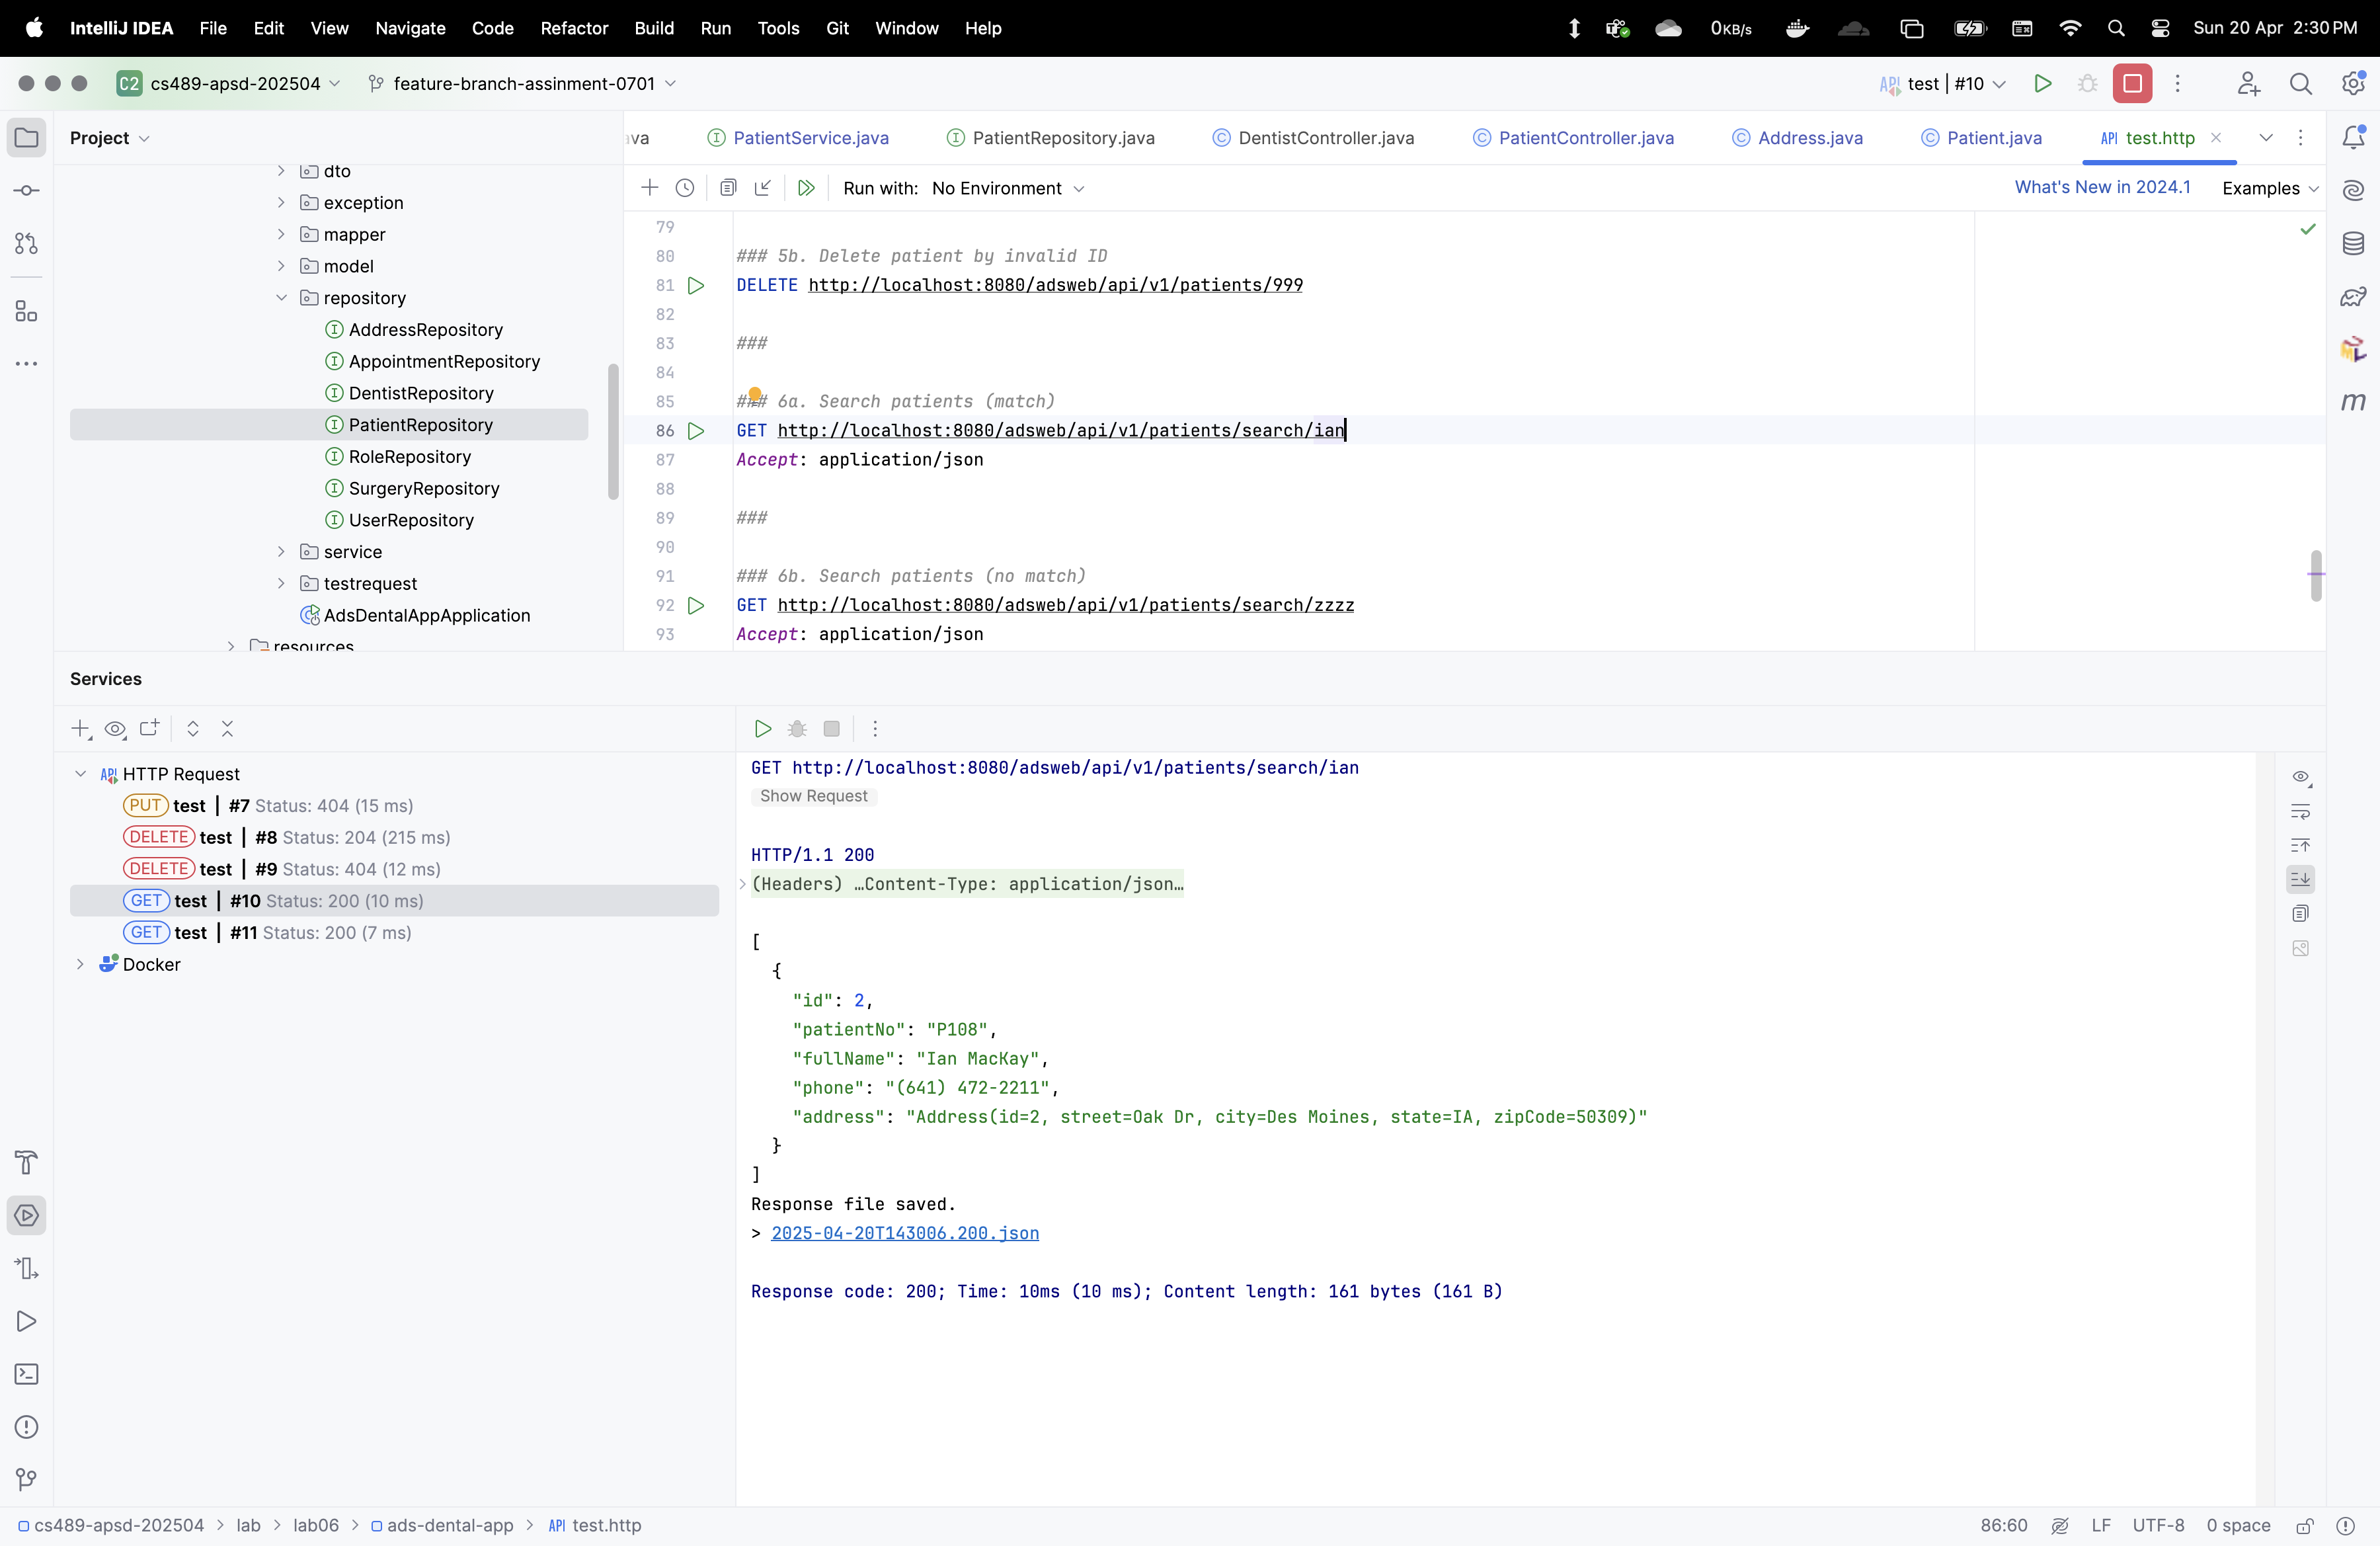 IntelliJ IDEA File Edit View Navigate Code Refactor Build Run Tools Git Window Help 0KB/s Sun 20 Apr 2:30 PM
C2 cs489-apsd-202504 feature-branch-assinment-0701 API test | #10
Project
ava PatientService.java PatientRepository.java DentistController.java PatientController.java Address.java Patient.java API test.http
Run with: No Environment What's New in 2024.1 Examples
dto
exception
mapper
model
repository
AddressRepository
AppointmentRepository
DentistRepository
PatientRepository
RoleRepository
SurgeryRepository
UserRepository
service
testrequest
AdsDentalAppApplication
resources
79
80 ### 5b. Delete patient by invalid ID
81 DELETE http://localhost:8080/adsweb/api/v1/patients/999
82
83 ###
84
85 ### 6a. Search patients (match)
86 GET http://localhost:8080/adsweb/api/v1/patients/search/ian
87 Accept: application/json
88
89 ###
90
91 ### 6b. Search patients (no match)
92 GET http://localhost:8080/adsweb/api/v1/patients/search/zzzz
93 Accept: application/json
Services
API HTTP Request
PUT test | #7 Status: 404 (15 ms)
DELETE test | #8 Status: 204 (215 ms)
DELETE test | #9 Status: 404 (12 ms)
GET test | #10 Status: 200 (10 ms)
GET test | #11 Status: 200 (7 ms)
Docker
GET http://localhost:8080/adsweb/api/v1/patients/search/ian
Show Request
HTTP/1.1 200
(Headers) …Content-Type: application/json…
[
{
"id": 2,
"patientNo": "P108",
"fullName": "Ian MacKay",
"phone": "(641) 472-2211",
"address": "Address(id=2, street=Oak Dr, city=Des Moines, state=IA, zipCode=50309)"
}
]
Response file saved.
> 2025-04-20T143006.200.json
Response code: 200; Time: 10ms (10 ms); Content length: 161 bytes (161 B)
cs489-apsd-202504 > lab > lab06 > ads-dental-app > API test.http 86:60 LF UTF-8 0 space